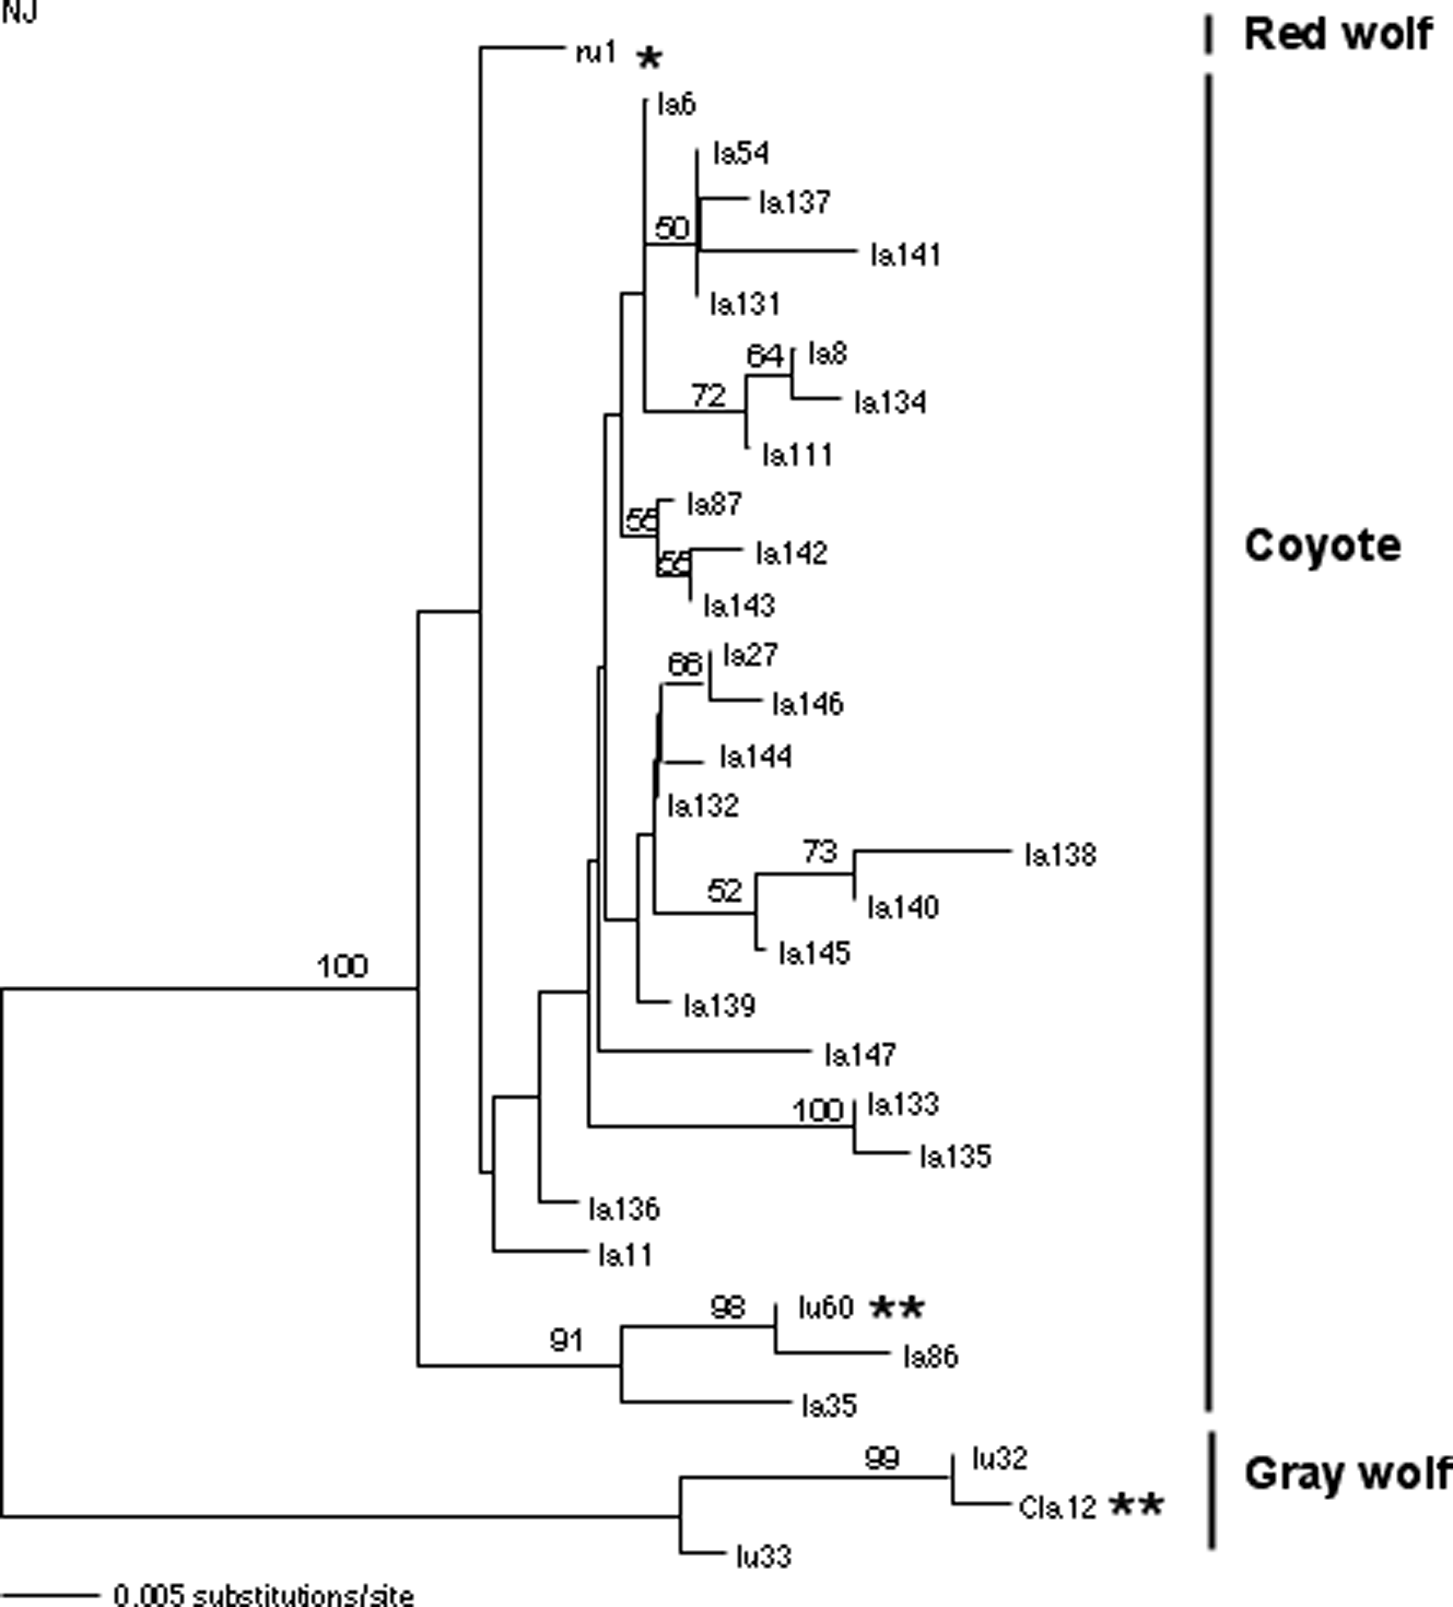 NJ
Red wolf
ru1 *
la6
la54
la137
50
la141
la131
64 la8
72 la134
la111
la87
55
Coyote
55 la142
la143
66 la27
la146
la144
la132
73 la138
52 la140
la145
100
la139
la147
100 la133
la135
la136
la11
98 lu60 **
91 la86
la35
99 lu32
Gray wolf
Cla12 **
lu33
0.005 substitutions/site